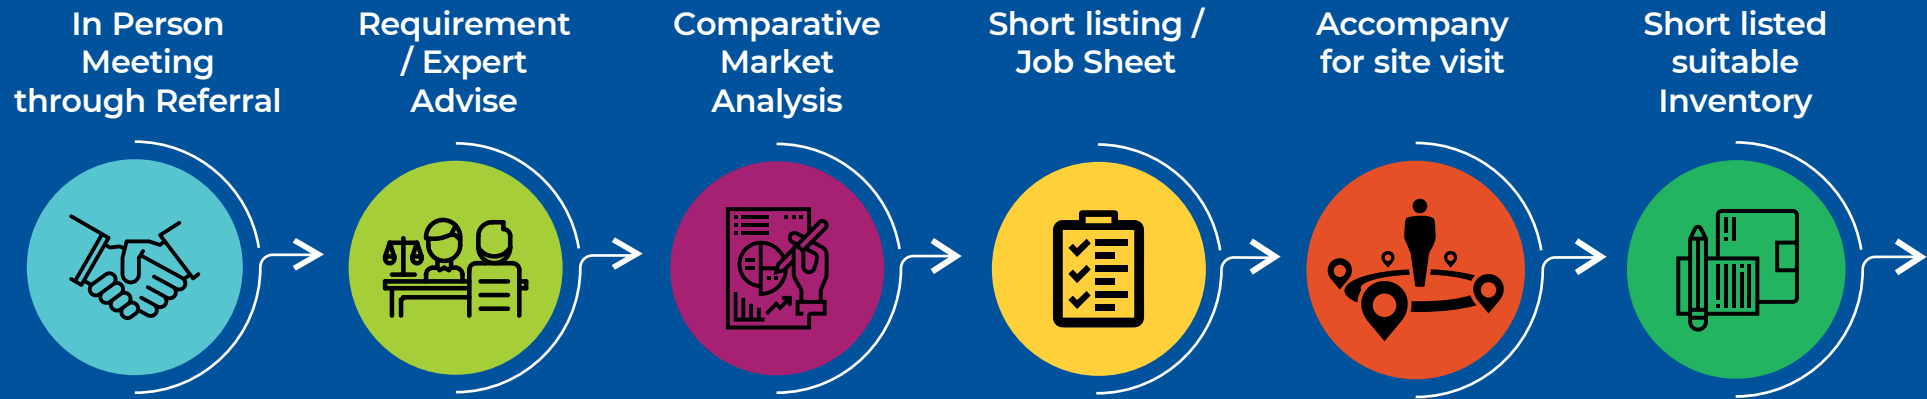 In Person
Meeting
through Referral
Requirement
/ Expert
Advise
Comparative
Market
Analysis
Short listing /
Job Sheet
Accompany
for site visit
Short listed
suitable
Inventory